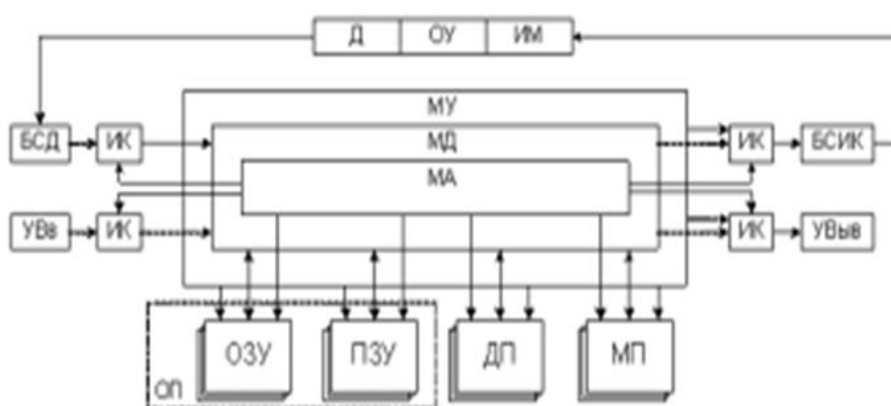 Д ОУ ИМ
МУ
БСД ИК МД ИК БСИК
МА
УВв ИК ИК УВыв
ОЗУ ПЗУ ДП МП
ОП